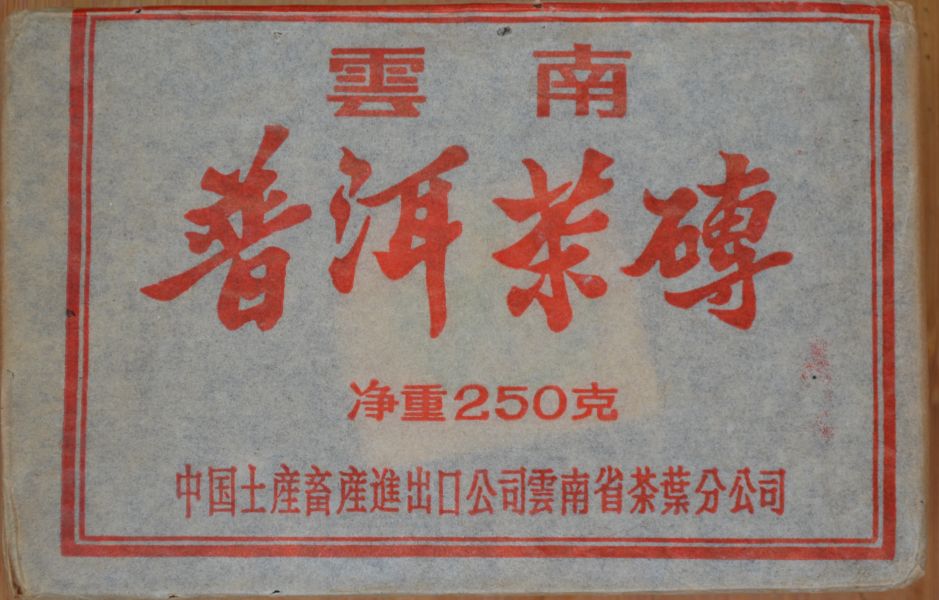 雲南
普洱茶磚
净重250克
中国土産畜産進出口公司雲南省茶葉分公司